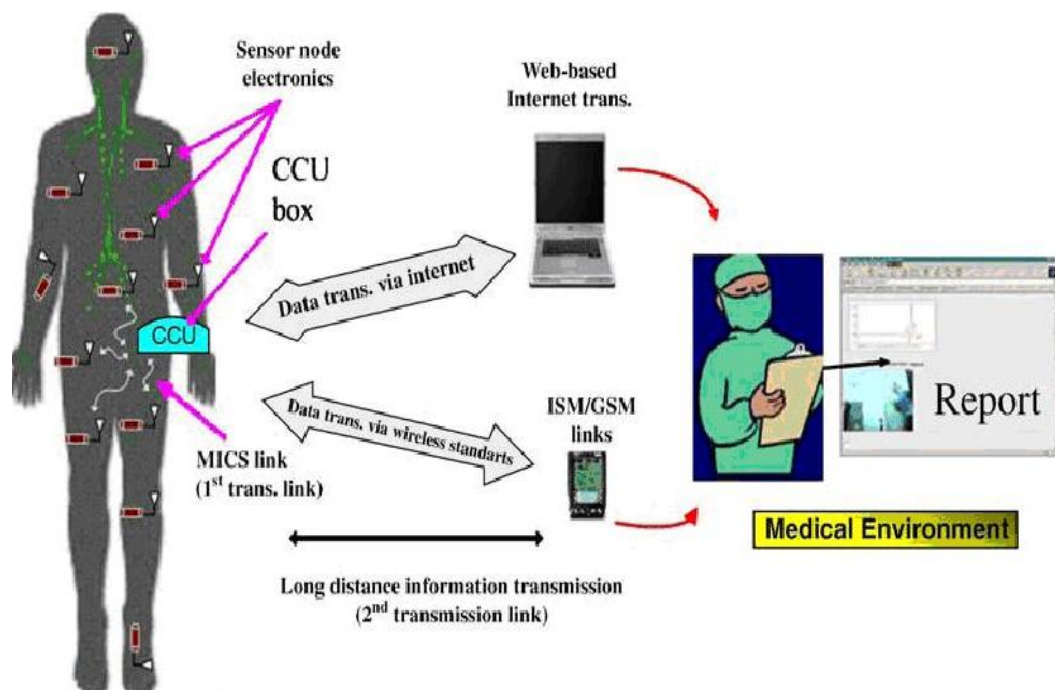 Sensor node
electronics
CCU
box
CCU
Web-based
Internet trans.
Data trans. via internet
Data trans. via wireless standarts
MICS link
(1st trans. link)
ISM/GSM
links
Long distance information transmission
(2nd transmission link)
Report
Medical Environment